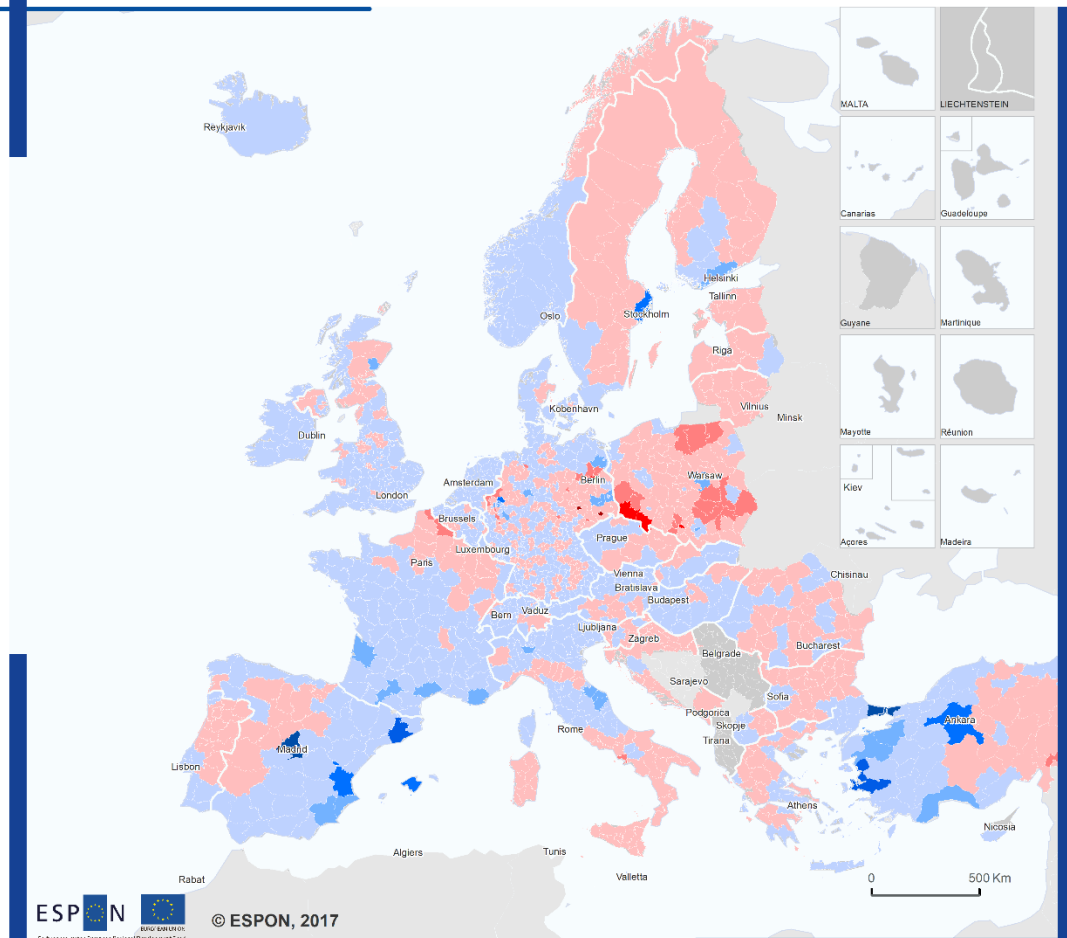 MALTA
LIECHTENSTEIN
Reykjavik
Canarias
Guadeloupe
Helsinki
Tallinn
Oslo
Stockholm
Guyane
Martinique
Riga
Vilnius
Minsk
Kobenhavn
Mayotte
Réunion
Dublin
Warsaw
Berlin
Amsterdam
London
Kiev
Brussels
Prague
Açores
Madeira
Luxembourg
Paris
Vienna
Chisinau
Bratislava
Budapest
Bern
Vaduz
Ljubljana
Zagreb
Bucharest
Belgrade
Sarajevo
Sofia
Podgorica
Skopje
Ankara
Rome
Tirana
Madrid
Lisbon
Athens
Nicosia
Algiers
Tunis
Valletta
Rabat
0 500 Km
ESPON
EUROPEAN UNION
© ESPON, 2017